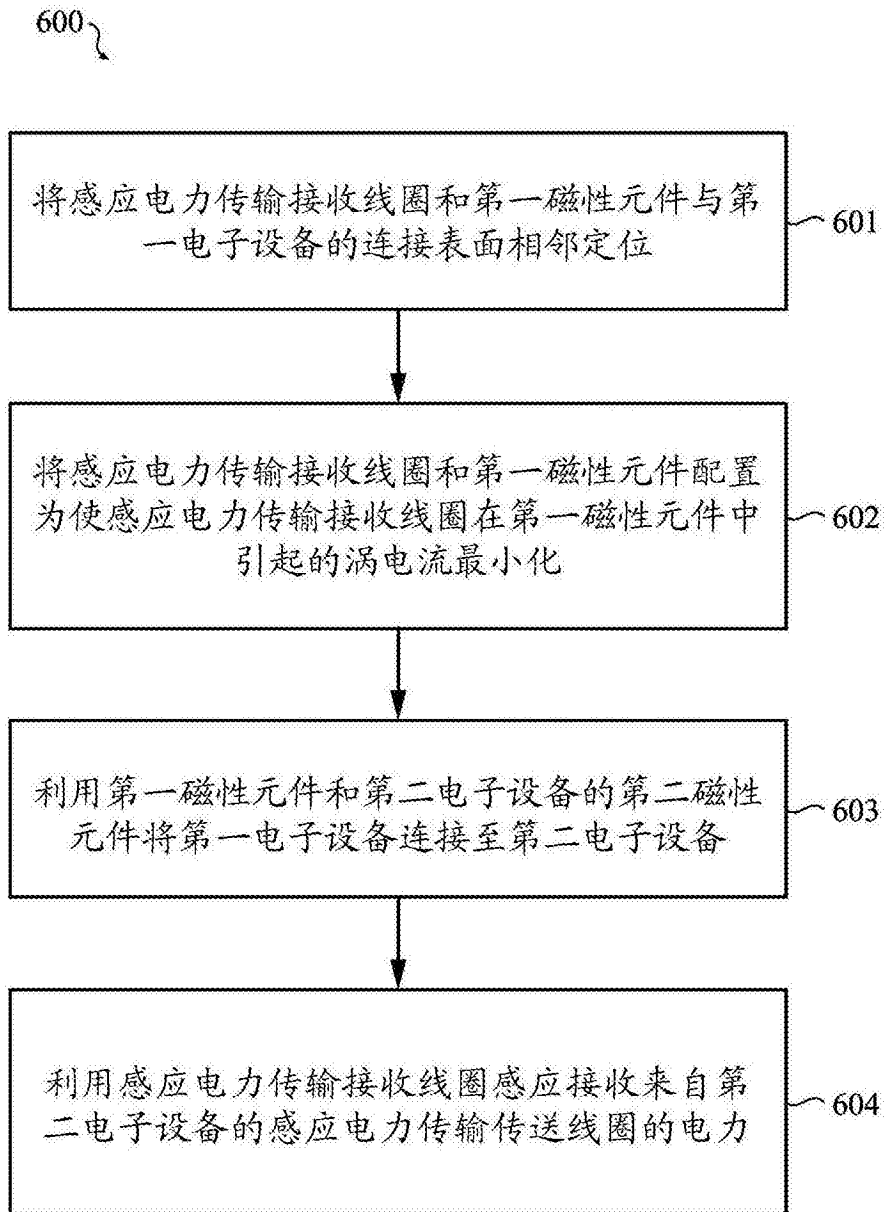 600
将感应电力传输接收线圈和第一磁性元件与第
一电子设备的连接表面相邻定位
601
将感应电力传输接收线圈和第一磁性元件配置
为使感应电力传输接收线圈在第一磁性元件中
引起的涡电流最小化
602
利用第一磁性元件和第二电子设备的第二磁性
元件将第一电子设备连接至第二电子设备
603
利用感应电力传输接收线圈感应接收来自第
二电子设备的感应电力传输传送线圈的电力
604